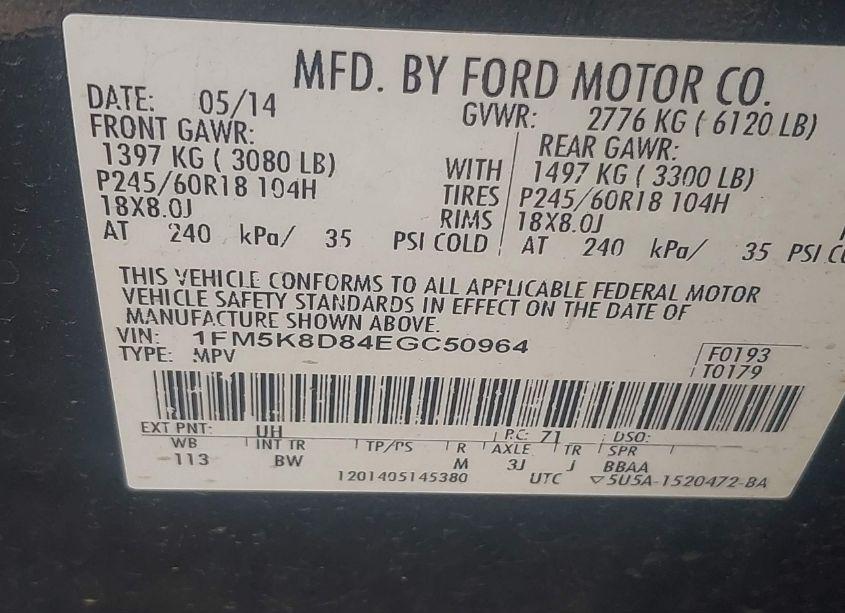 MFD. BY FORD MOTOR CO.
DATE: 05/14 GVWR: 2776 KG ( 6120 LB)
FRONT GAWR: REAR GAWR:
1397 KG ( 3080 LB) WITH 1497 KG ( 3300 LB)
P245/60R18 104H TIRES P245/60R18 104H
18X8.0J RIMS 18X8.0J
AT 240 kPa/ 35 PSI COLD AT 240 kPa/ 35 PSI
THIS VEHICLE CONFORMS TO ALL APPLICABLE FEDERAL MOTOR
VEHICLE SAFETY STANDARDS IN EFFECT ON THE DATE OF
MANUFACTURE SHOWN ABOVE.
VIN: 1FM5K8D84EGC50964
TYPE: MPV
F0193
T0179
EXT PNT: UH P.C: 71 DSO:
WB INT TR TP/PS R AXLE TR SPR
113 BW M 3J J BBAA
1201405145380 UTC ▽5U5A-1520472-BA